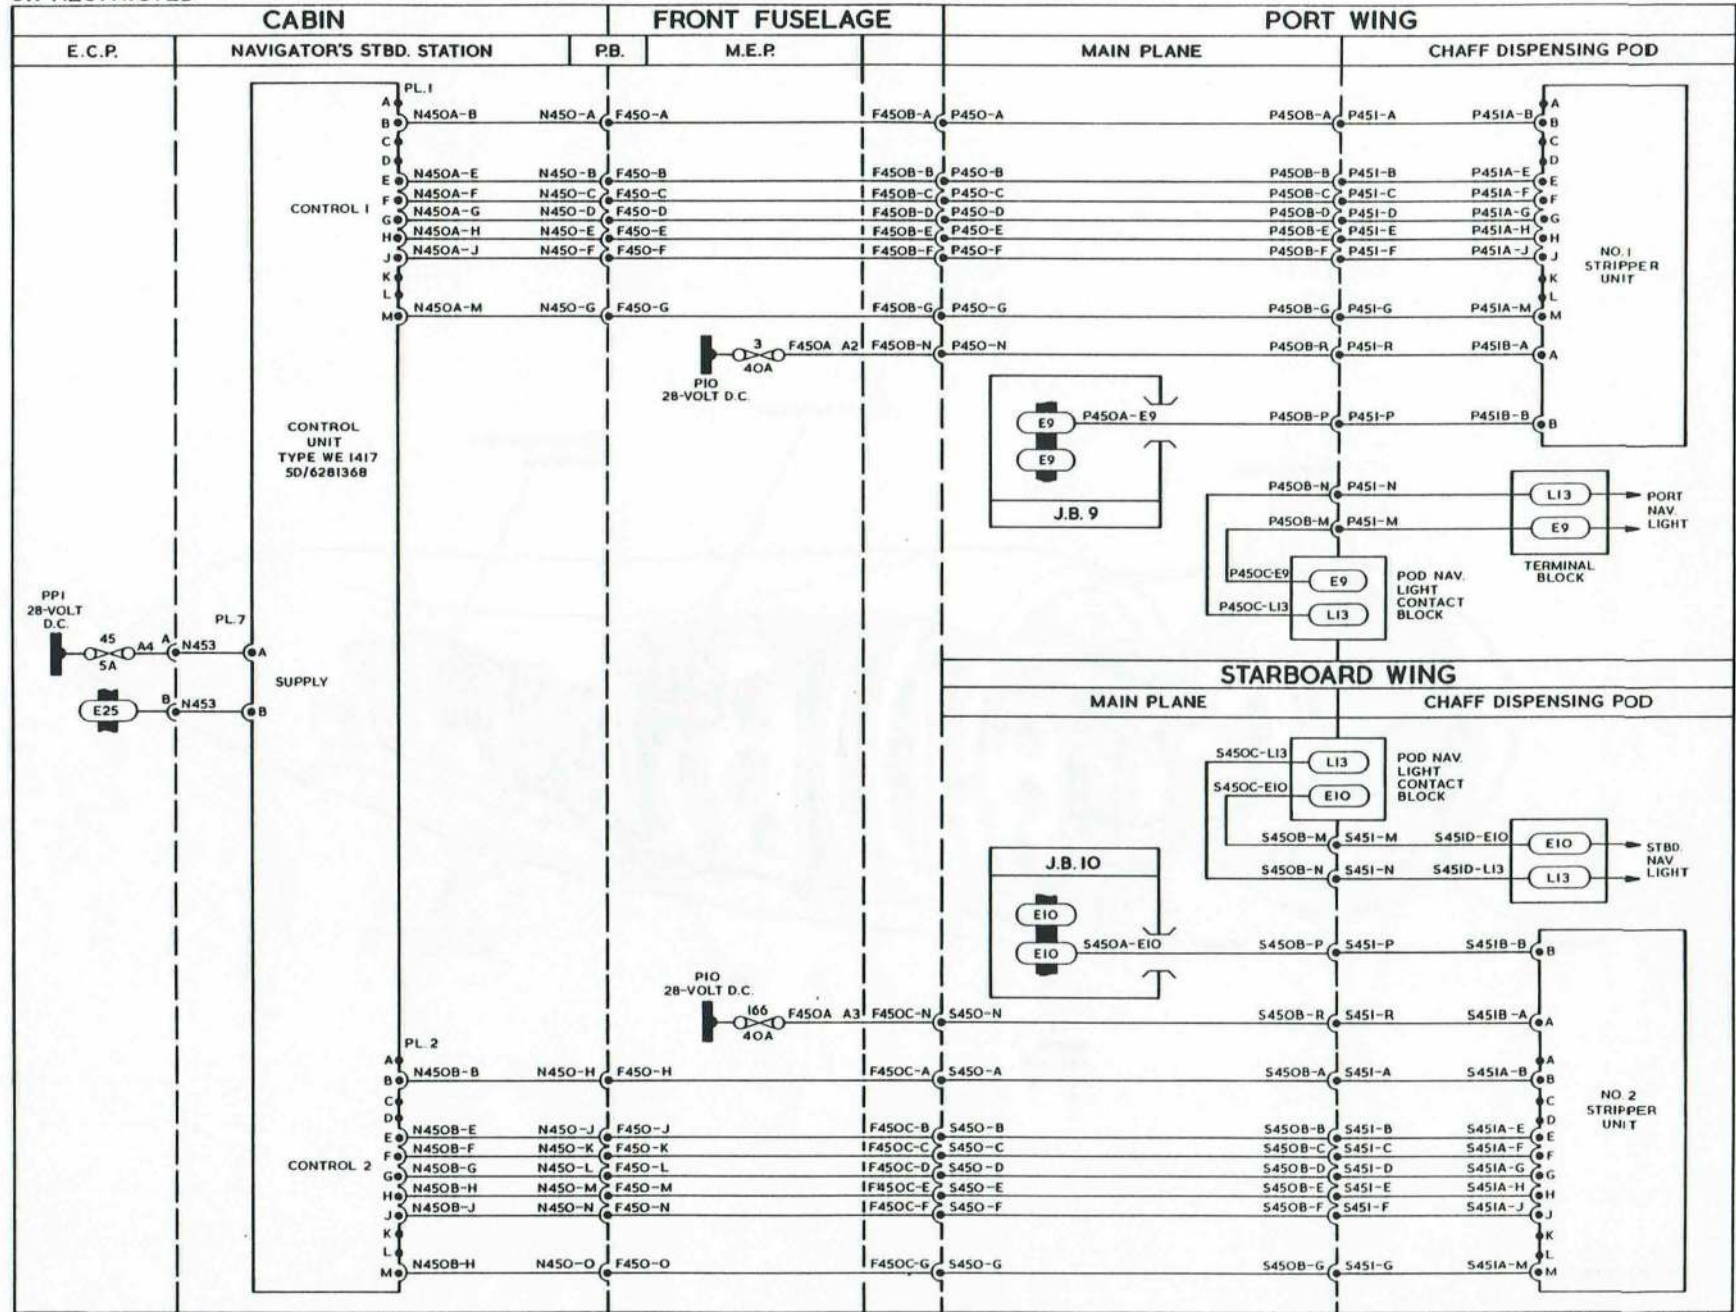 CABIN FRONT FUSELAGE PORT WING
E.C.P. NAVIGATOR'S STBD. STATION P.B. M.E.P. MAIN PLANE CHAFF DISPENSING POD
PL.1
A A
B N450A-B N450-A F450-A F450B-A P450-A P450B-A P451-A P451A-B B
C C
D D
E N450A-E N450-B F450-B F450B-B P450-B P450B-B P451-B P451A-E E
F N450A-F N450-C F450-C F450B-C P450-C P450B-C P451-C P451A-F F
CONTROL 1
G N450A-G N450-D F450-D F450B-D P450-D P450B-D P451-D P451A-G G
H N450A-H N450-E F450-E F450B-E P450-E P450B-E P451-E P451A-H H
J N450A-J N450-F F450-F F450B-F P450-F P450B-F P451-F P451A-J J
NO.1
STRIPPER
UNIT
K K
L L
M N450A-M N450-G F450-G F450B-G P450-G P450B-G P451-G P451A-M M
3 F450A A2 F450B-N P450-N P450B-R P451-R P451B-A A
40A
P10
28-VOLT D.C.
E9 P450A-E9 P450B-P P451-P P451B-B B
E9
J.B. 9
CONTROL
UNIT
TYPE WE 1417
5D/6281368
P450B-N P451-N L13 PORT
NAV.
LIGHT
P450B-M P451-M E9
TERMINAL
BLOCK
P450C-E9 E9
P450C-L13 L13
POD NAV.
LIGHT
CONTACT
BLOCK
PP1
28-VOLT
D.C.
PL.7
45 A4 A N453 A
5A
SUPPLY
E25 B N453 B
STARBOARD WING
MAIN PLANE CHAFF DISPENSING POD
S450C-L13 L13
S450C-E10 E10
POD NAV.
LIGHT
CONTACT
BLOCK
S450B-M S451-M S451D-E10 E10
S450B-N S451-N S451D-L13 L13
STBD.
NAV
LIGHT
J.B. 10
E10
E10 S450A-E10 S450B-P S451-P S451B-B B
P10
28-VOLT D.C.
166 F450A A3 F450C-N S450-N S450B-R S451-R S451B-A A
40A
PL.2
A A
B N450B-B N450-H F450-H F450C-A S450-A S450B-A S451-A S451A-B B
C C
D D
NO.2
STRIPPER
UNIT
E N450B-E N450-J F450-J F450C-B S450-B S450B-B S451-B S451A-E E
F N450B-F N450-K F450-K F450C-C S450-C S450B-C S451-C S451A-F F
CONTROL 2
G N450B-G N450-L F450-L F450C-D S450-D S450B-D S451-D S451A-G G
H N450B-H N450-M F450-M F450C-E S450-E S450B-E S451-E S451A-H H
J N450B-J N450-N F450-N F450C-F S450-F S450B-F S451-F S451A-J J
K K
L L
M N450B-H N450-O F450-O F450C-G S450-G S450B-G S451-G S451A-M M